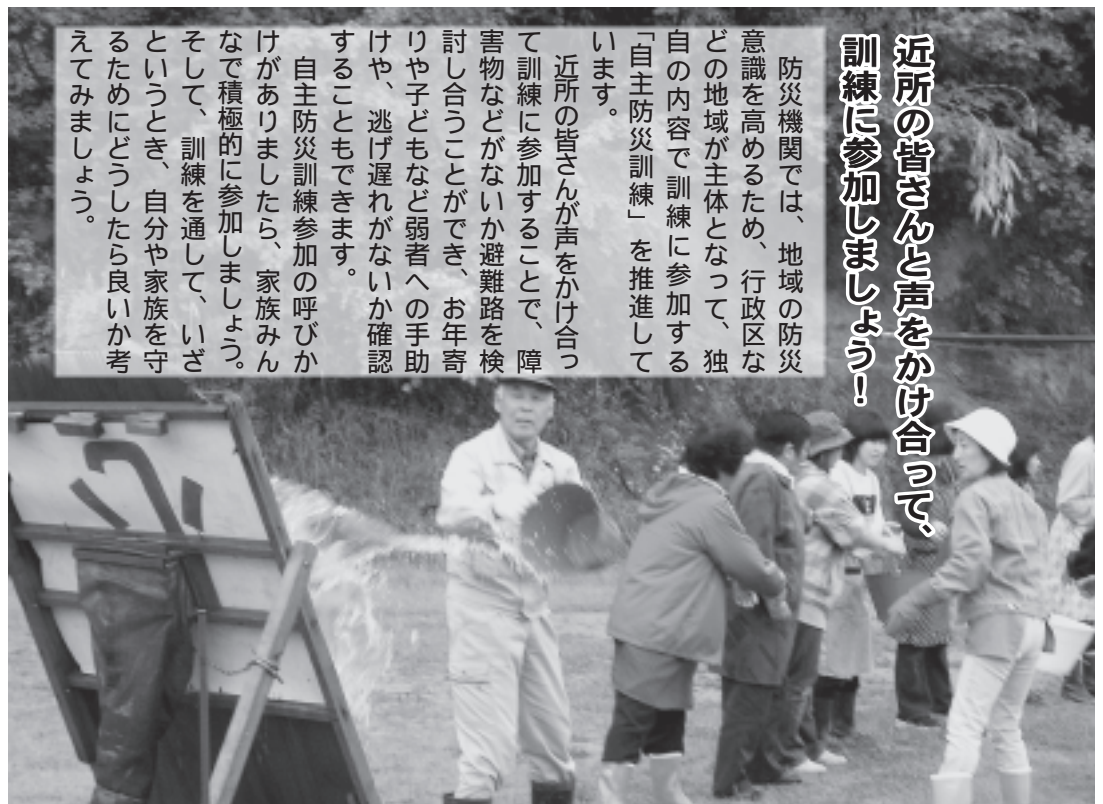 近所の皆さんと声をかけ合って、
訓練に参加しましょう！
防災機関では、地域の防災
意識を高めるため、行政区な
どの地域が主体となって、独
自の内容で訓練に参加する
「自主防災訓練」を推進して
います。
近所の皆さんが声をかけ合っ
て訓練に参加することで、障
害物などがないか避難路を検
討し合うことができ、お年寄
りや子どもなど弱者への手助
けや、逃げ遅れがないか確認
することもできます。
自主防災訓練参加の呼びか
けがありましたら、家族みん
なで積極的に参加しましょう。
そして、訓練を通して、いざ
というとき、自分や家族を守
るためにどうしたら良いか考
えてみましょう。